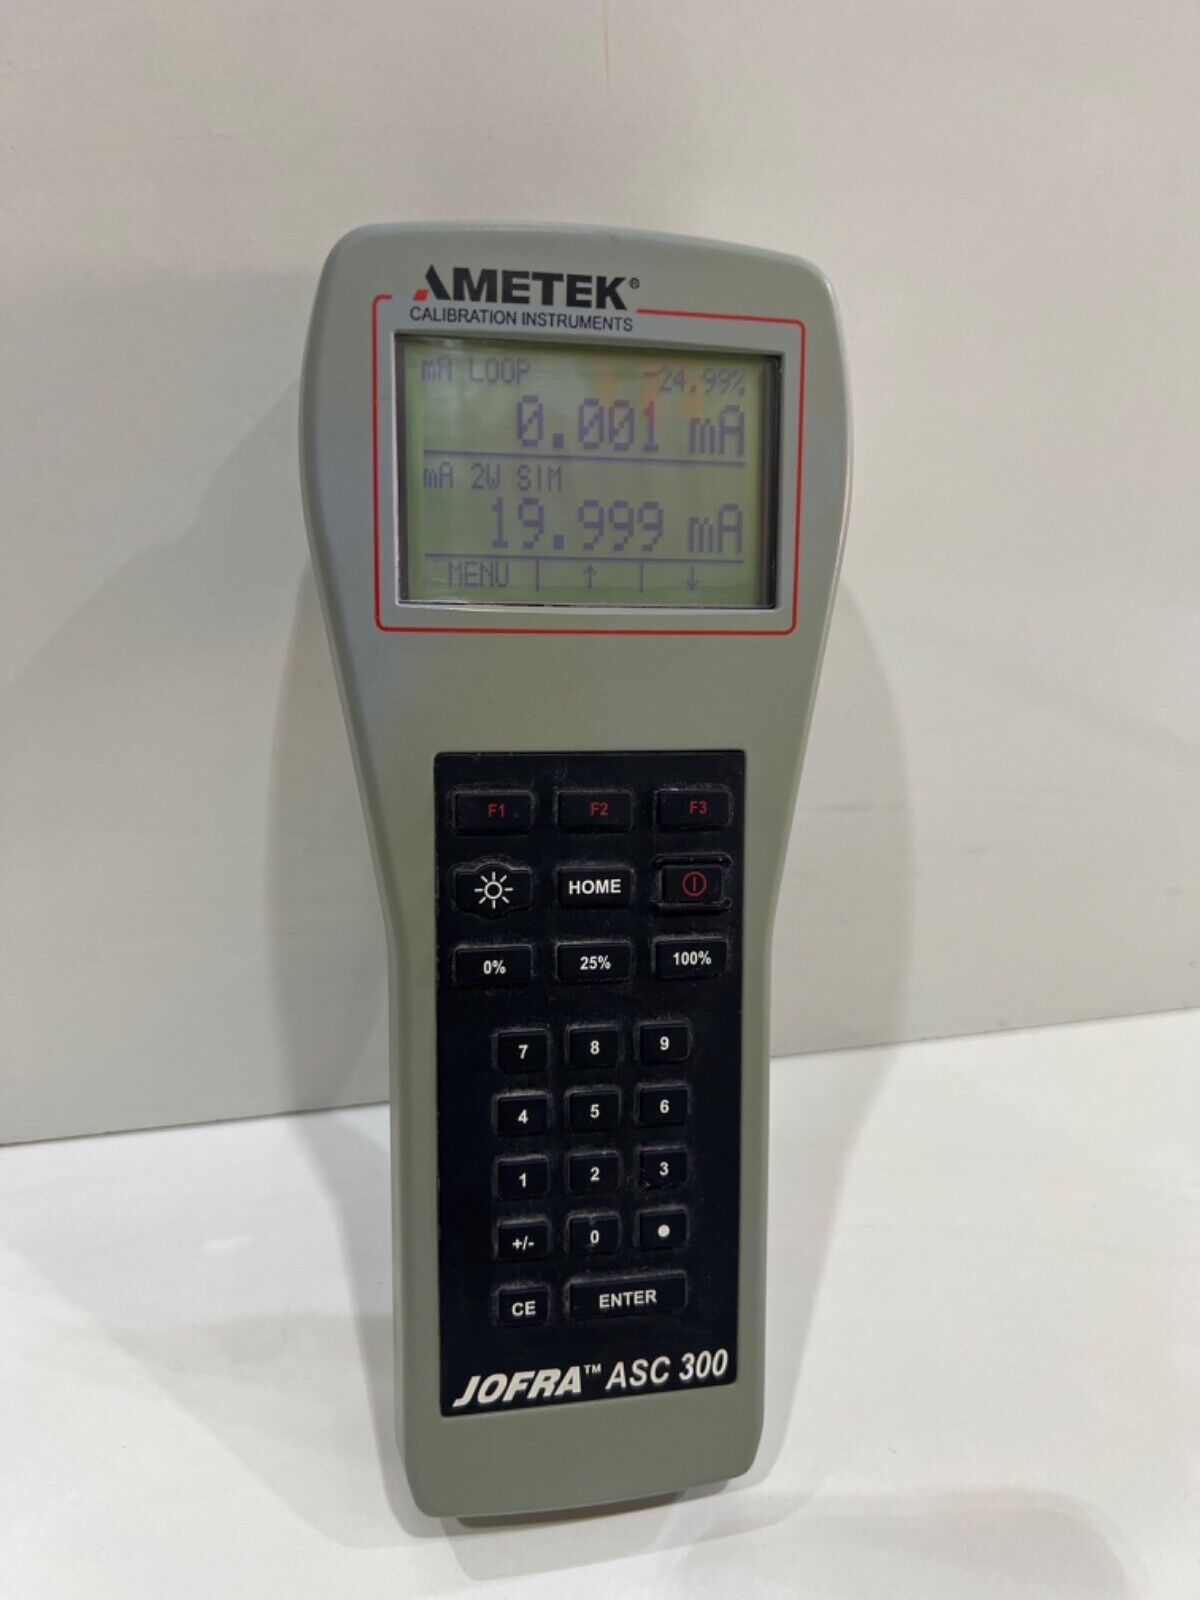 AMETEK®
CALIBRATION INSTRUMENTS
mA LOOP -24.99%
0.001 mA
mA 2W SIM
19.999 mA
MENU | ↑ | ↓
F1 F2 F3
HOME
0% 25% 100%
7 8 9
4 5 6
1 2 3
+/- 0 •
CE ENTER
JOFRA™ ASC 300